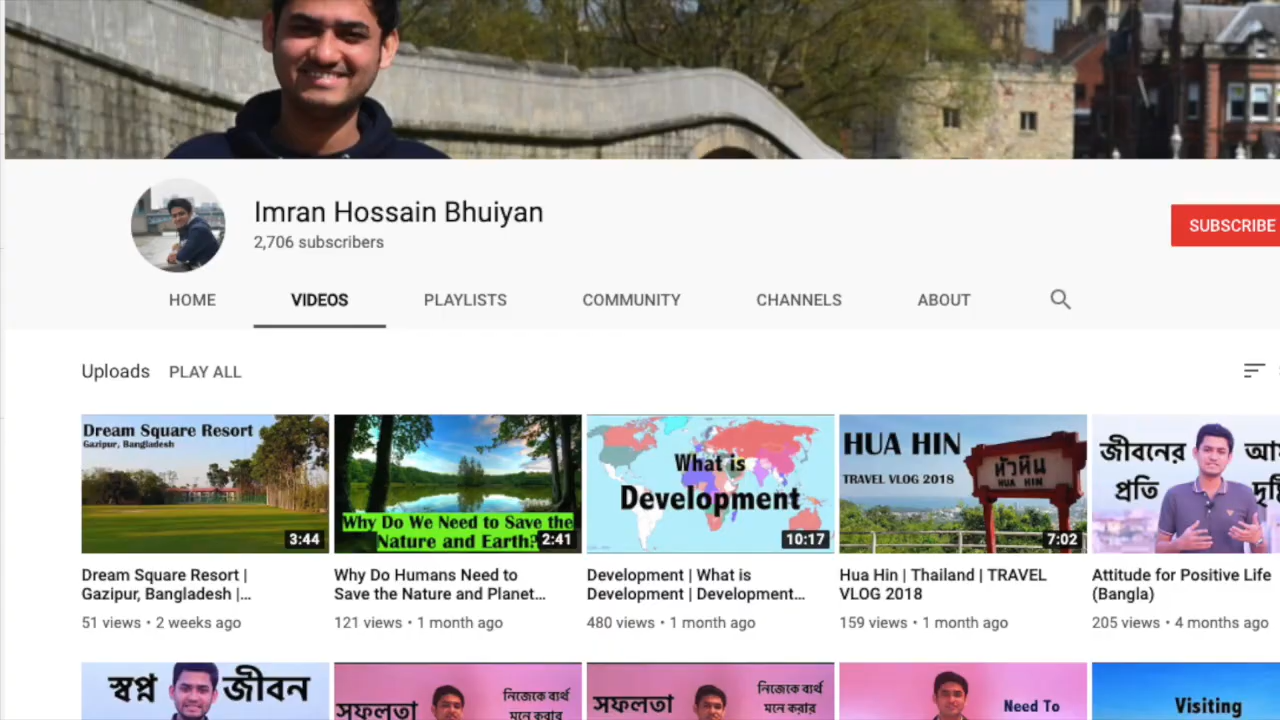 Imran Hossain Bhuiyan
2,706 subscribers
SUBSCRIBE
HOME
VIDEOS
PLAYLISTS
COMMUNITY
CHANNELS
ABOUT
Uploads
PLAY ALL
Dream Square Resort
Gazipur, Bangladesh
3:44
Why Do We Need to Save the
Nature and Earth?
2:41
What is
Development
10:17
HUA HIN
TRAVEL VLOG 2018
หัวหิน
HUA HIN
7:02
জীবনের
প্রতি
Dream Square Resort |
Gazipur, Bangladesh |...
51 views • 2 weeks ago
Why Do Humans Need to
Save the Nature and Planet...
121 views • 1 month ago
Development | What is
Development | Development...
480 views • 1 month ago
Hua Hin | Thailand | TRAVEL
VLOG 2018
159 views • 1 month ago
Attitude for Positive Life
(Bangla)
205 views • 4 months ago
স্বপ্ন
জীবন
সফলতা
নিজেকে ব্যর্থ
মনে করার
সফলতা
নিজেকে ব্যর্থ
মনে করার
Need To
Visiting